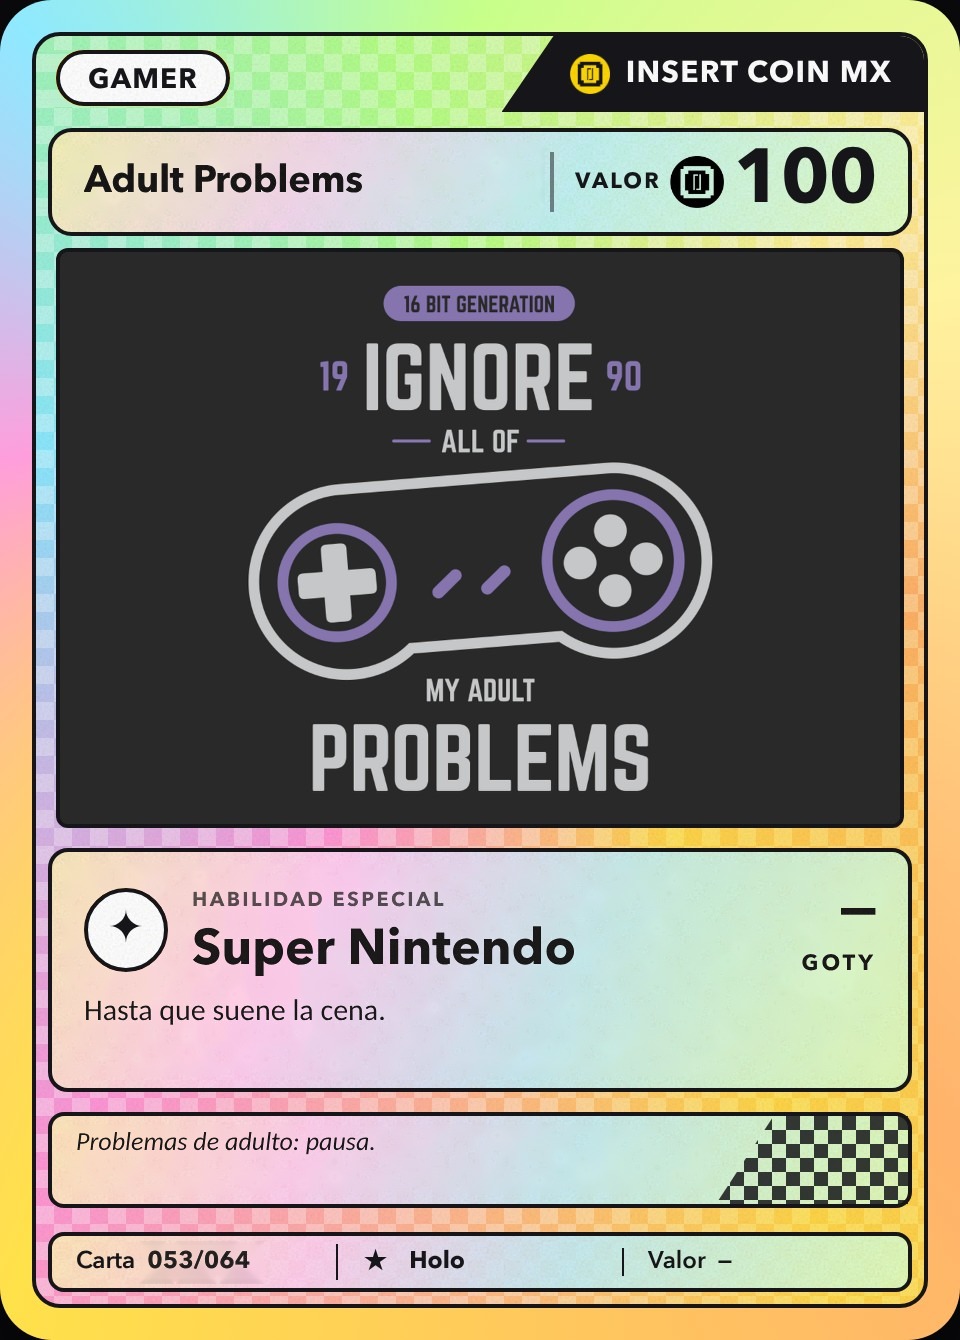 GAMER
INSERT COIN MX
Adult Problems
VALOR 100
16 BIT GENERATION
19 IGNORE 90
ALL OF
MY ADULT
PROBLEMS
HABILIDAD ESPECIAL
Super Nintendo
–
GOTY
Hasta que suene la cena.
Problemas de adulto: pausa.
Carta 053/064 ★ Holo Valor –